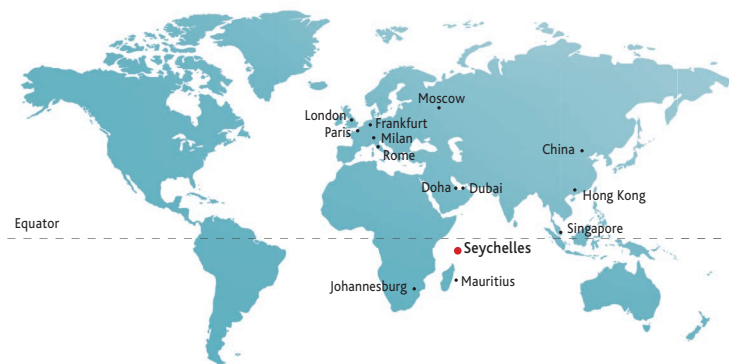 Moscow
London
Frankfurt
Paris
Milan
Rome
China
Doha
Dubai
Hong Kong
Equator
Singapore
Seychelles
Johannesburg
Mauritius